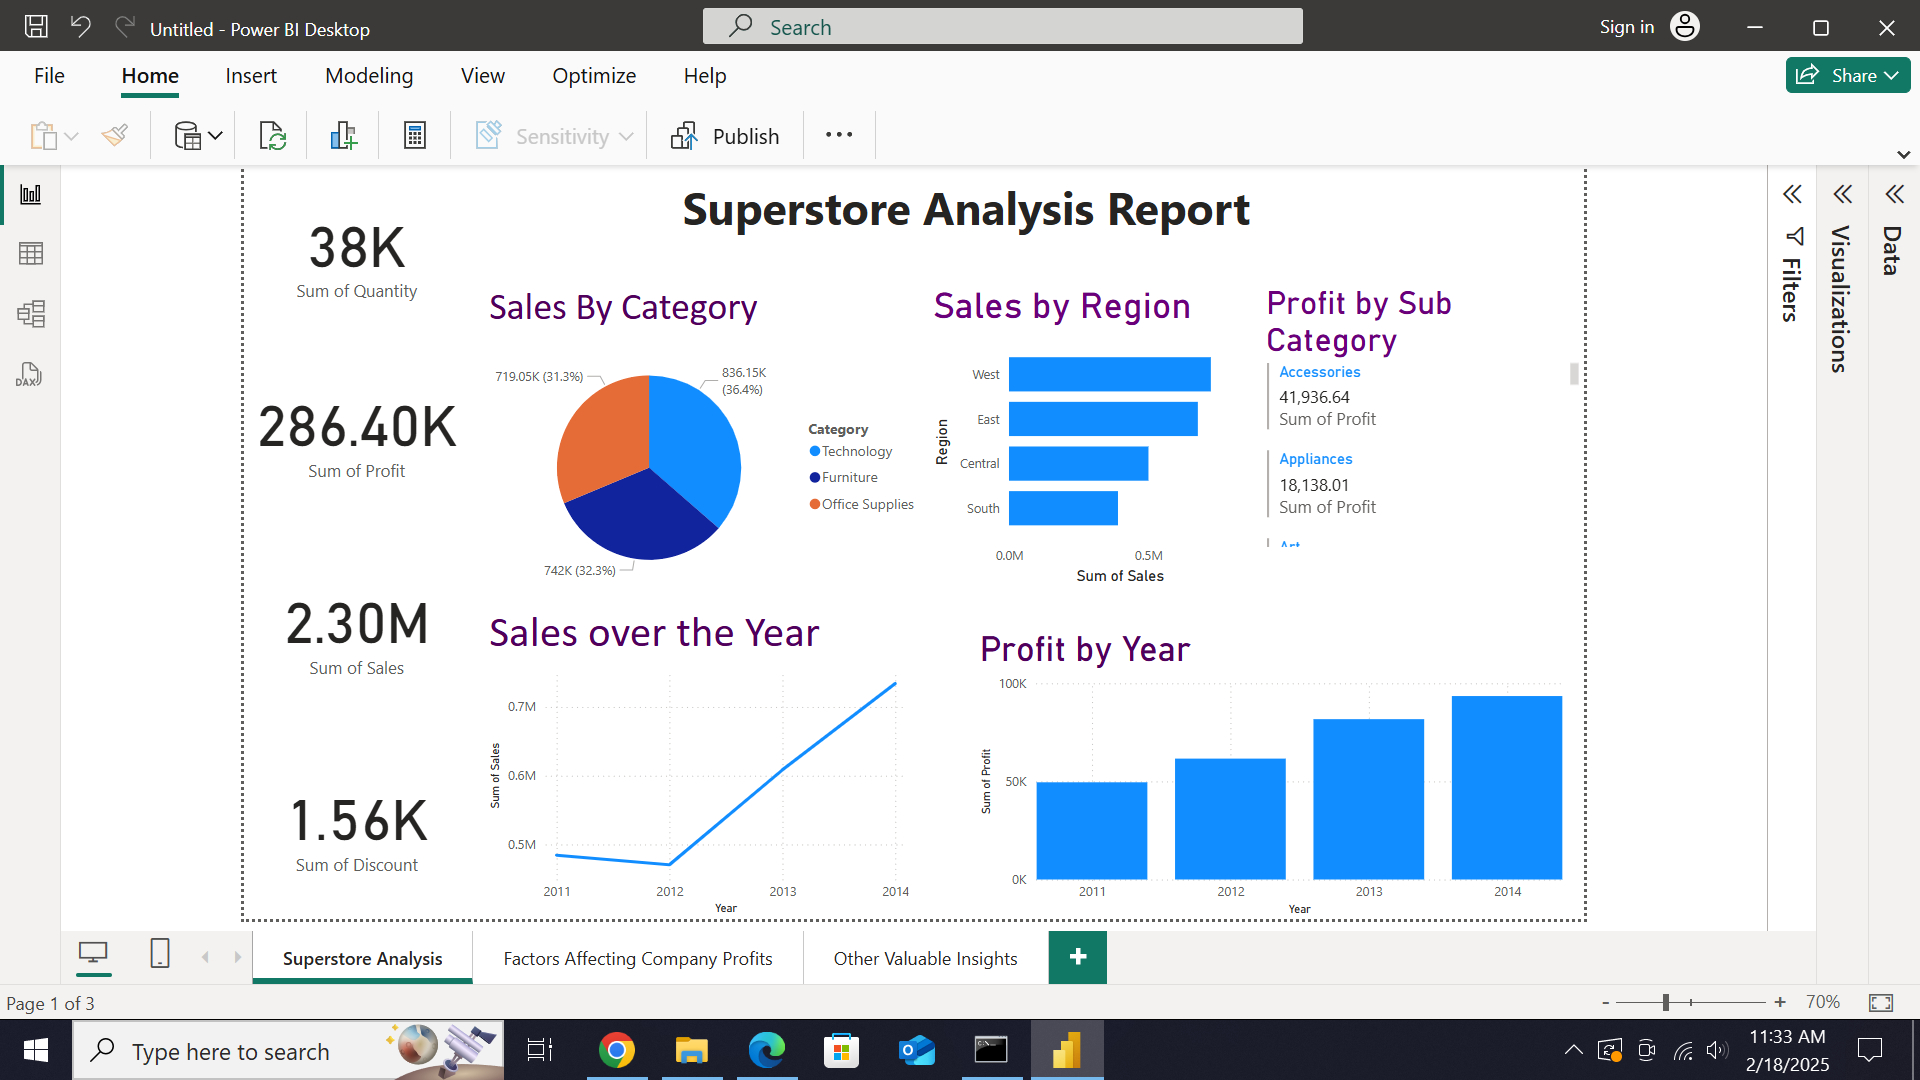 Untitled - Power BI Desktop
Search
Sign in
File
Home
Insert
Modeling
View
Optimize
Help
Share
Sensitivity
Publish
DAX
Superstore Analysis Report
38K
Sum of Quantity
286.40K
Sum of Profit
2.30M
Sum of Sales
1.56K
Sum of Discount
Sales By Category
719.05K (31.3%)
836.15K
(36.4%)
742K (32.3%)
Category
Technology
Furniture
Office Supplies
Sales by Region
Region
West
East
Central
South
0.0M
0.5M
Sum of Sales
Profit by Sub
Category
Accessories
41,936.64
Sum of Profit
Appliances
18,138.01
Sum of Profit
Sales over the Year
Sum of Sales
0.7M
0.6M
0.5M
2011
2012
2013
2014
Year
Profit by Year
Sum of Profit
100K
50K
0K
2011
2012
2013
2014
Year
Filters
Visualizations
Data
Superstore Analysis
Factors Affecting Company Profits
Other Valuable Insights
Page 1 of 3
- + 70%
Type here to search
11:33 AM
2/18/2025